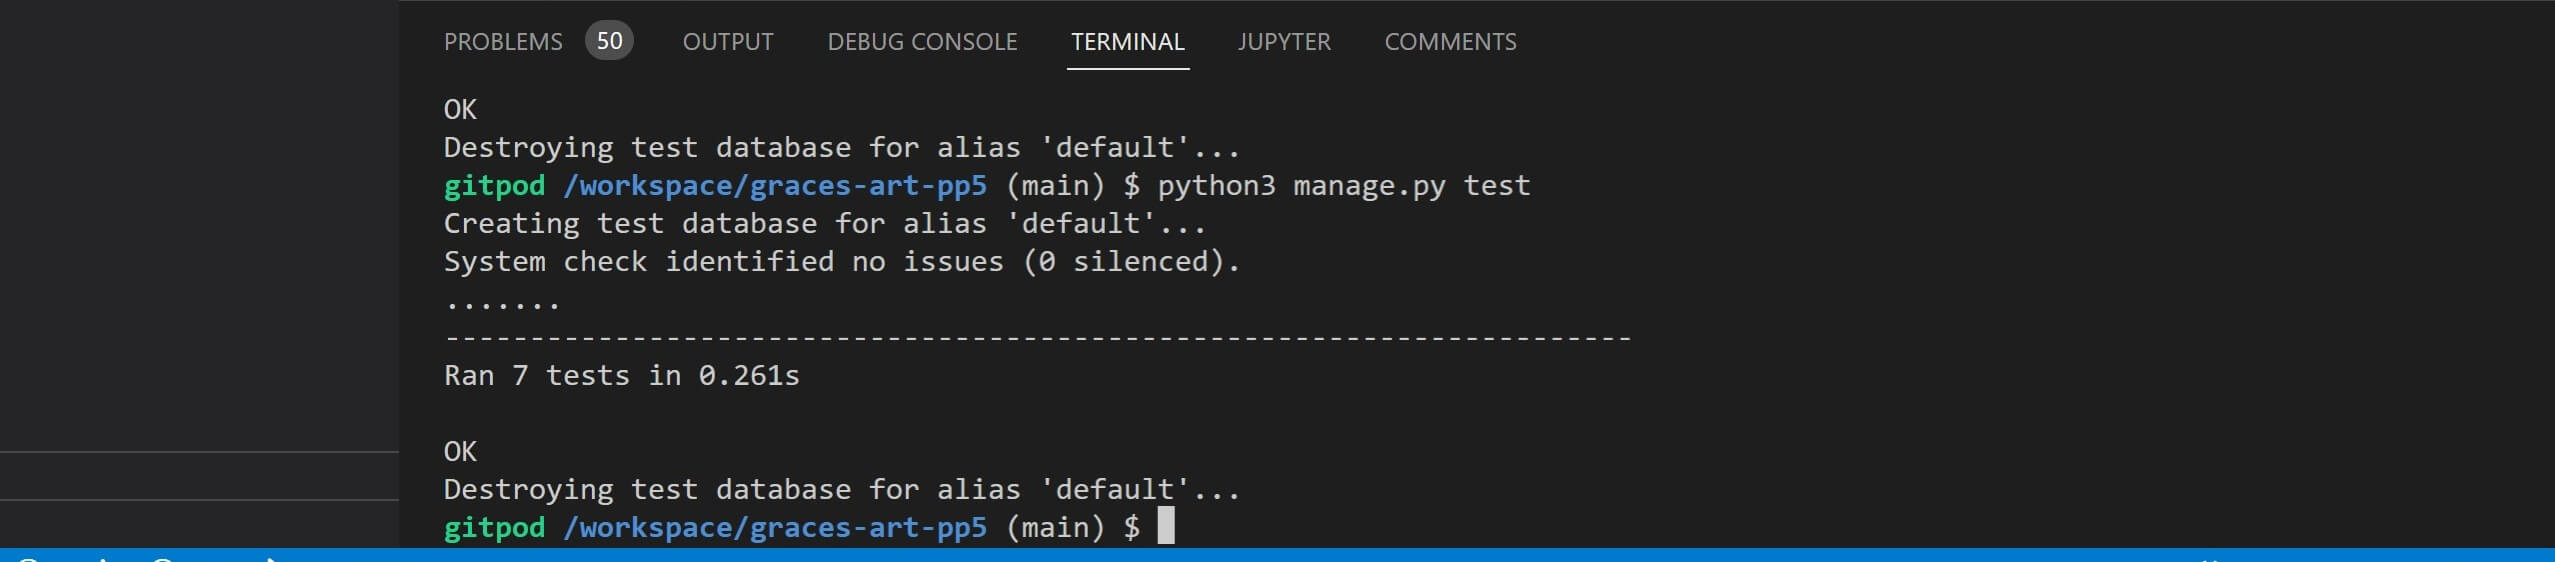 PROBLEMS 50 OUTPUT DEBUG CONSOLE TERMINAL JUPYTER COMMENTS
OK
Destroying test database for alias 'default'...
gitpod /workspace/graces-art-pp5 (main) $ python3 manage.py test
Creating test database for alias 'default'...
System check identified no issues (0 silenced).
.......
----------------------------------------------------------------------
Ran 7 tests in 0.261s
OK
Destroying test database for alias 'default'...
gitpod /workspace/graces-art-pp5 (main) $